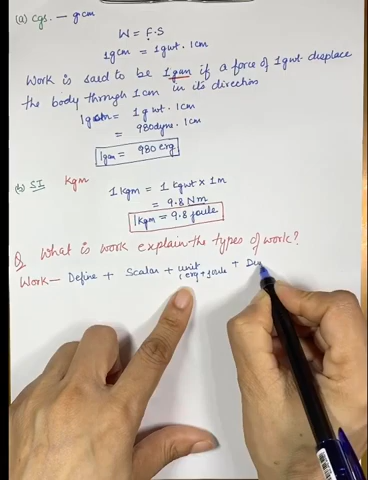 (a) Cgs. — gcm
W = F.S
1gcm = 1gwt . 1cm
Work is said to be 1gcm if a force of 1gwt displace
the body through 1cm in its direction
1gcm = 1g wt . 1cm
= 980dyne . 1cm
1gcm = 980 erg
(b) SI kgm
1kgm = 1 kgwt x 1m
= 9.8 Nm
1kgm = 9.8 joule
Q What is work explain the types of work?
Work — Define + Scalar + unit +
(erg + joule